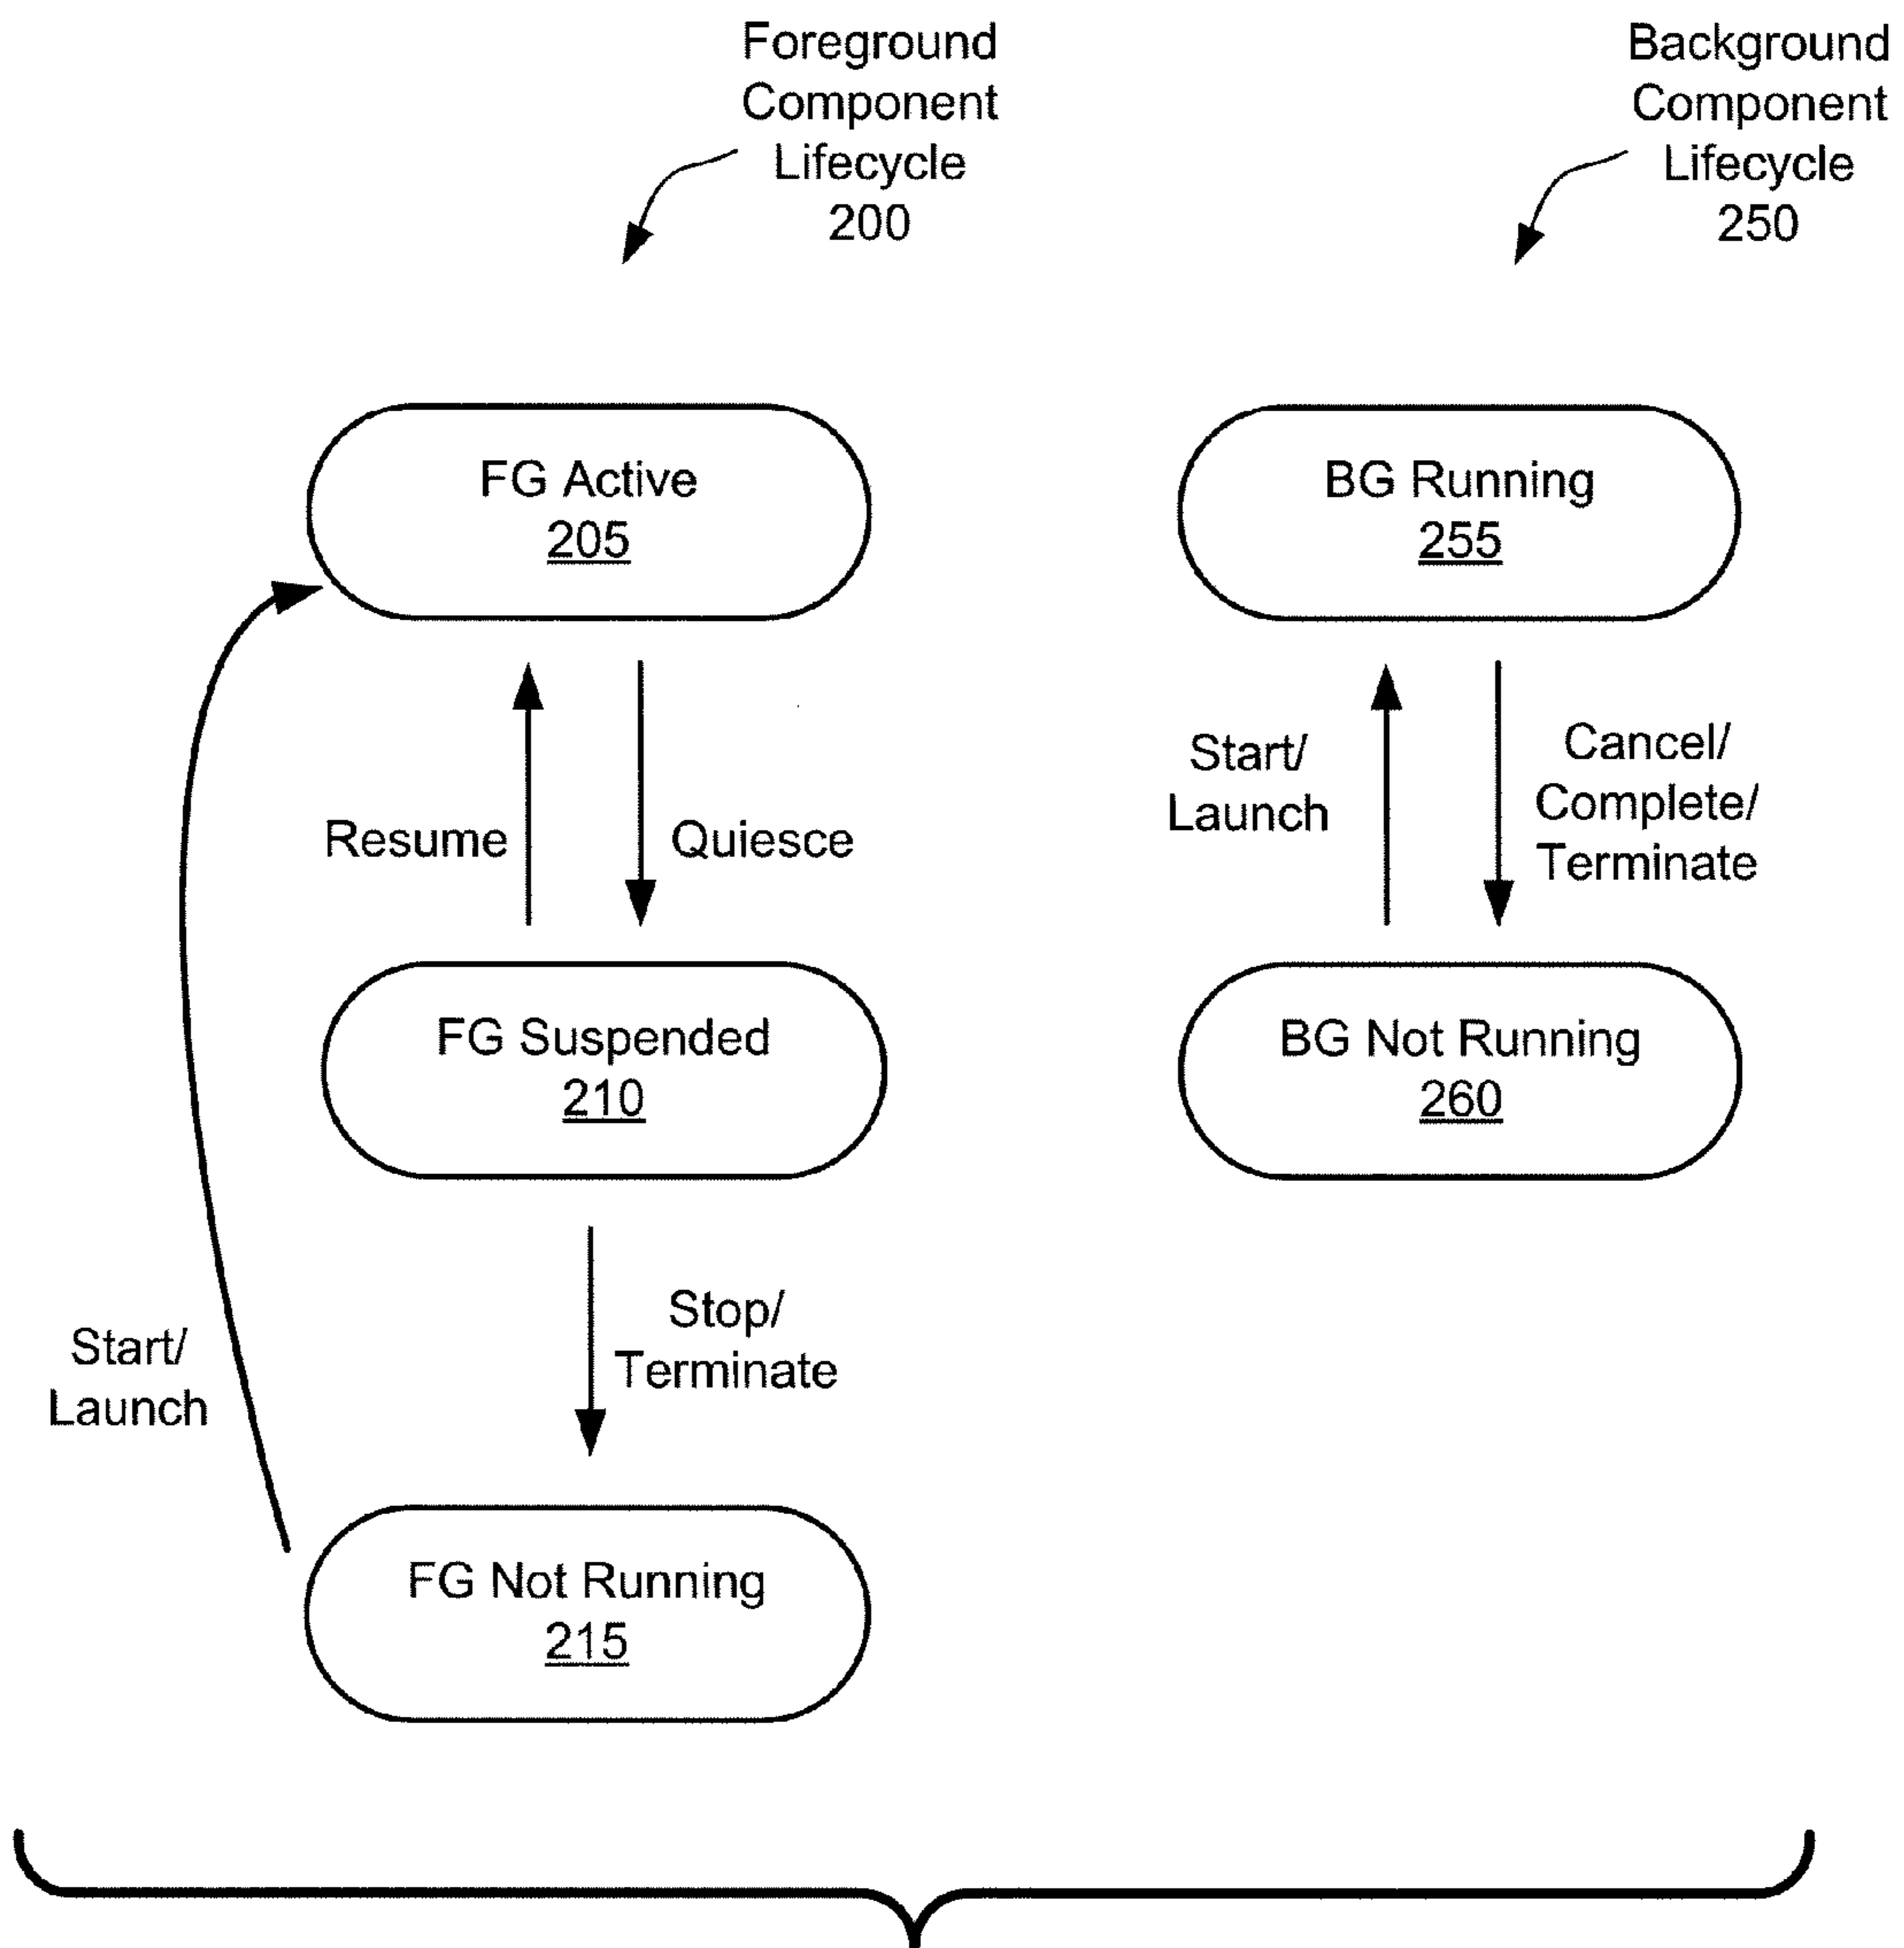 Foreground
Component
Lifecycle
200
Background
Component
Lifecycle
250
FG Active
205
BG Running
255
Resume
Quiesce
Start/
Launch
Cancel/
Complete/
Terminate
FG Suspended
210
BG Not Running
260
Start/
Launch
Stop/
Terminate
FG Not Running
215